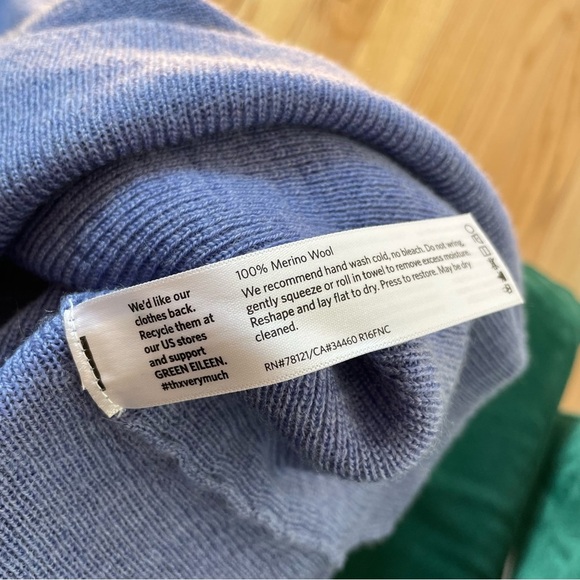 We'd like our
clothes back.
Recycle them at
our US stores
and support
GREEN EILEEN.
#thxverymuch
100% Merino Wool
We recommend hand wash cold, no bleach. Do not wring,
gently squeeze or roll in towel to remove excess moisture.
Reshape and lay flat to dry. Press to restore. May be dry
cleaned.
RN#78121/CA#34460 R16FNC